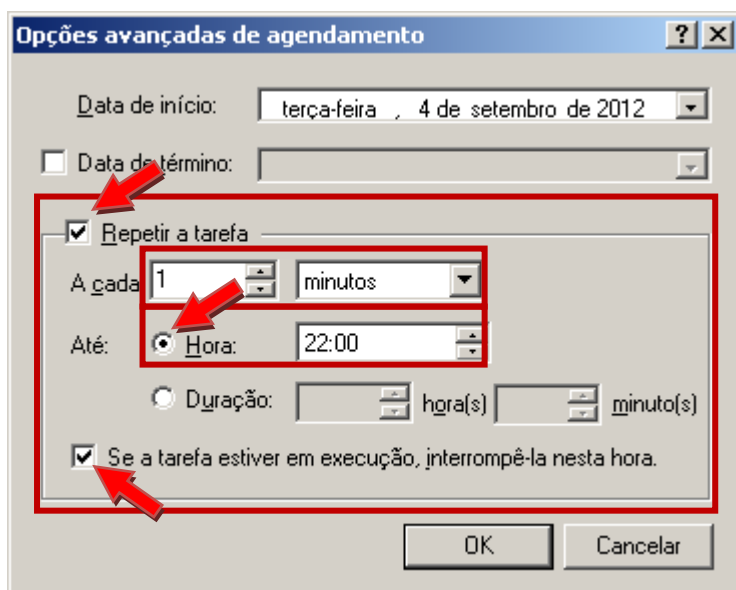 Opções avançadas de agendamento
Data de início: terça-feira , 4 de setembro de 2012
Data de término:
Repetir a tarefa
A cada 1 minutos
Até: Hora: 22:00
Duração: hora(s) minuto(s)
Se a tarefa estiver em execução, interrompê-la nesta hora.
OK Cancelar